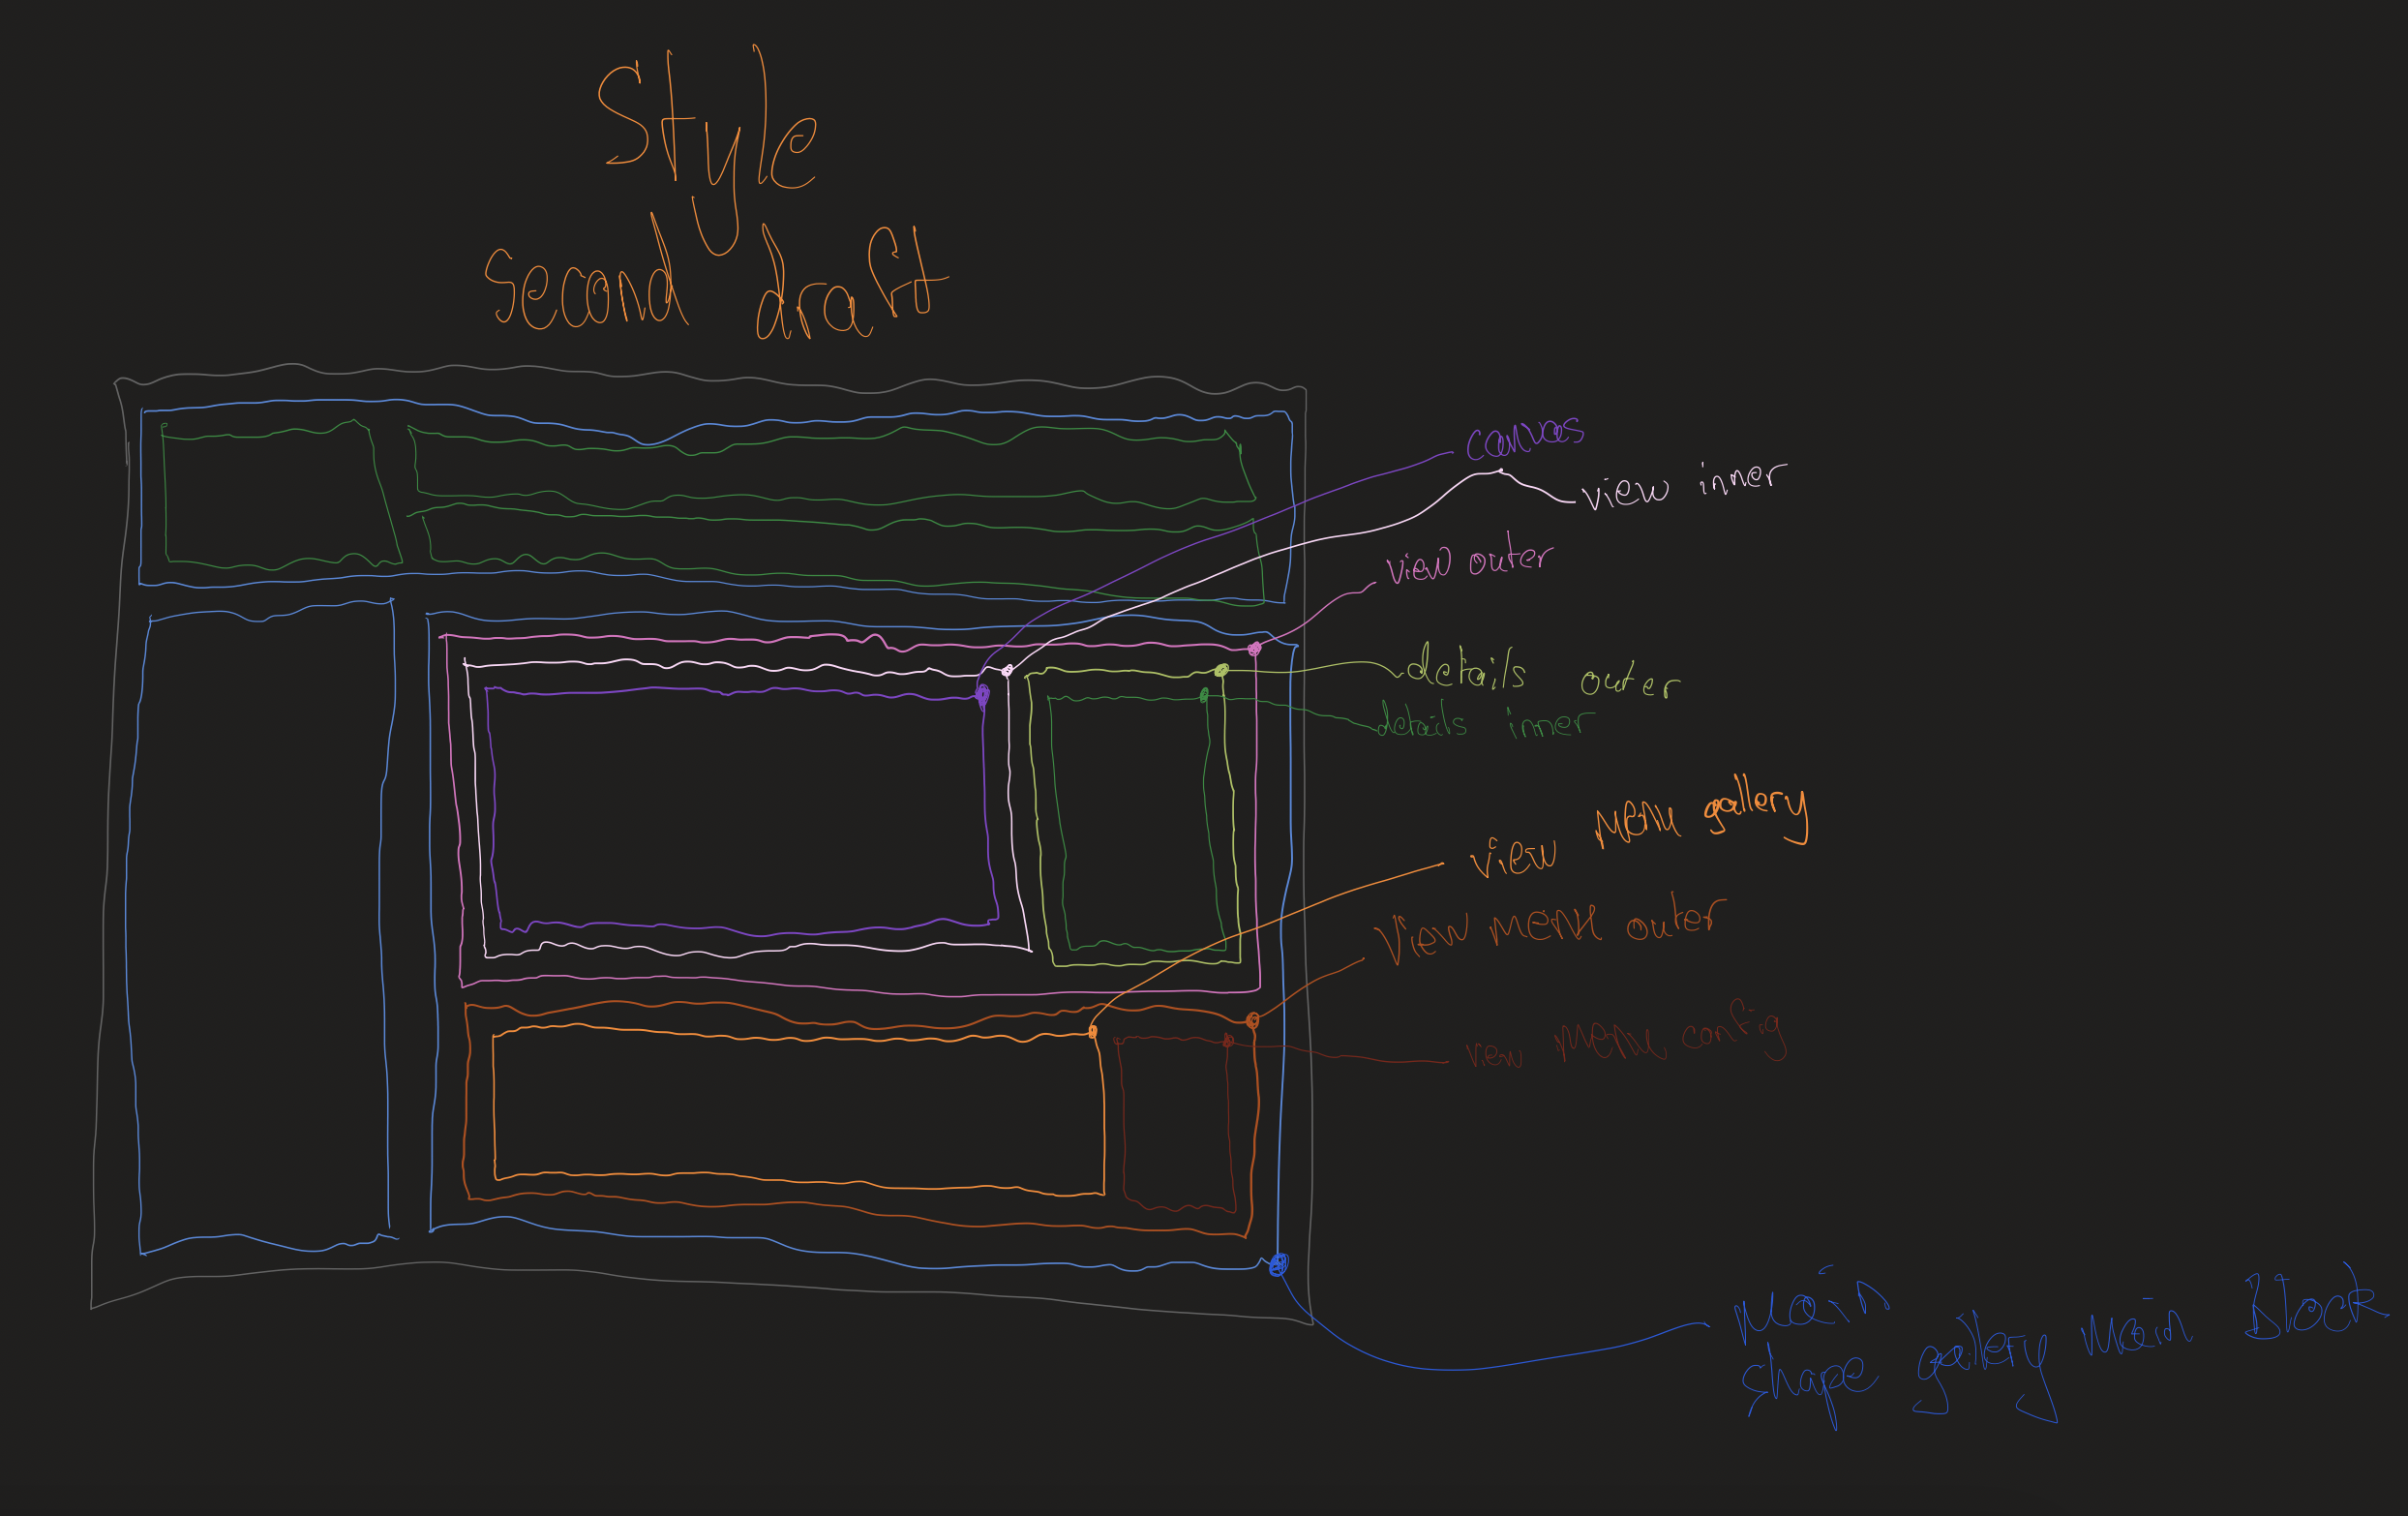 Style
second draft
canvas
view inner
view outer
details outer
details inner
view menu gallery
view menu outer
view menu config
Main
shape gallery main block